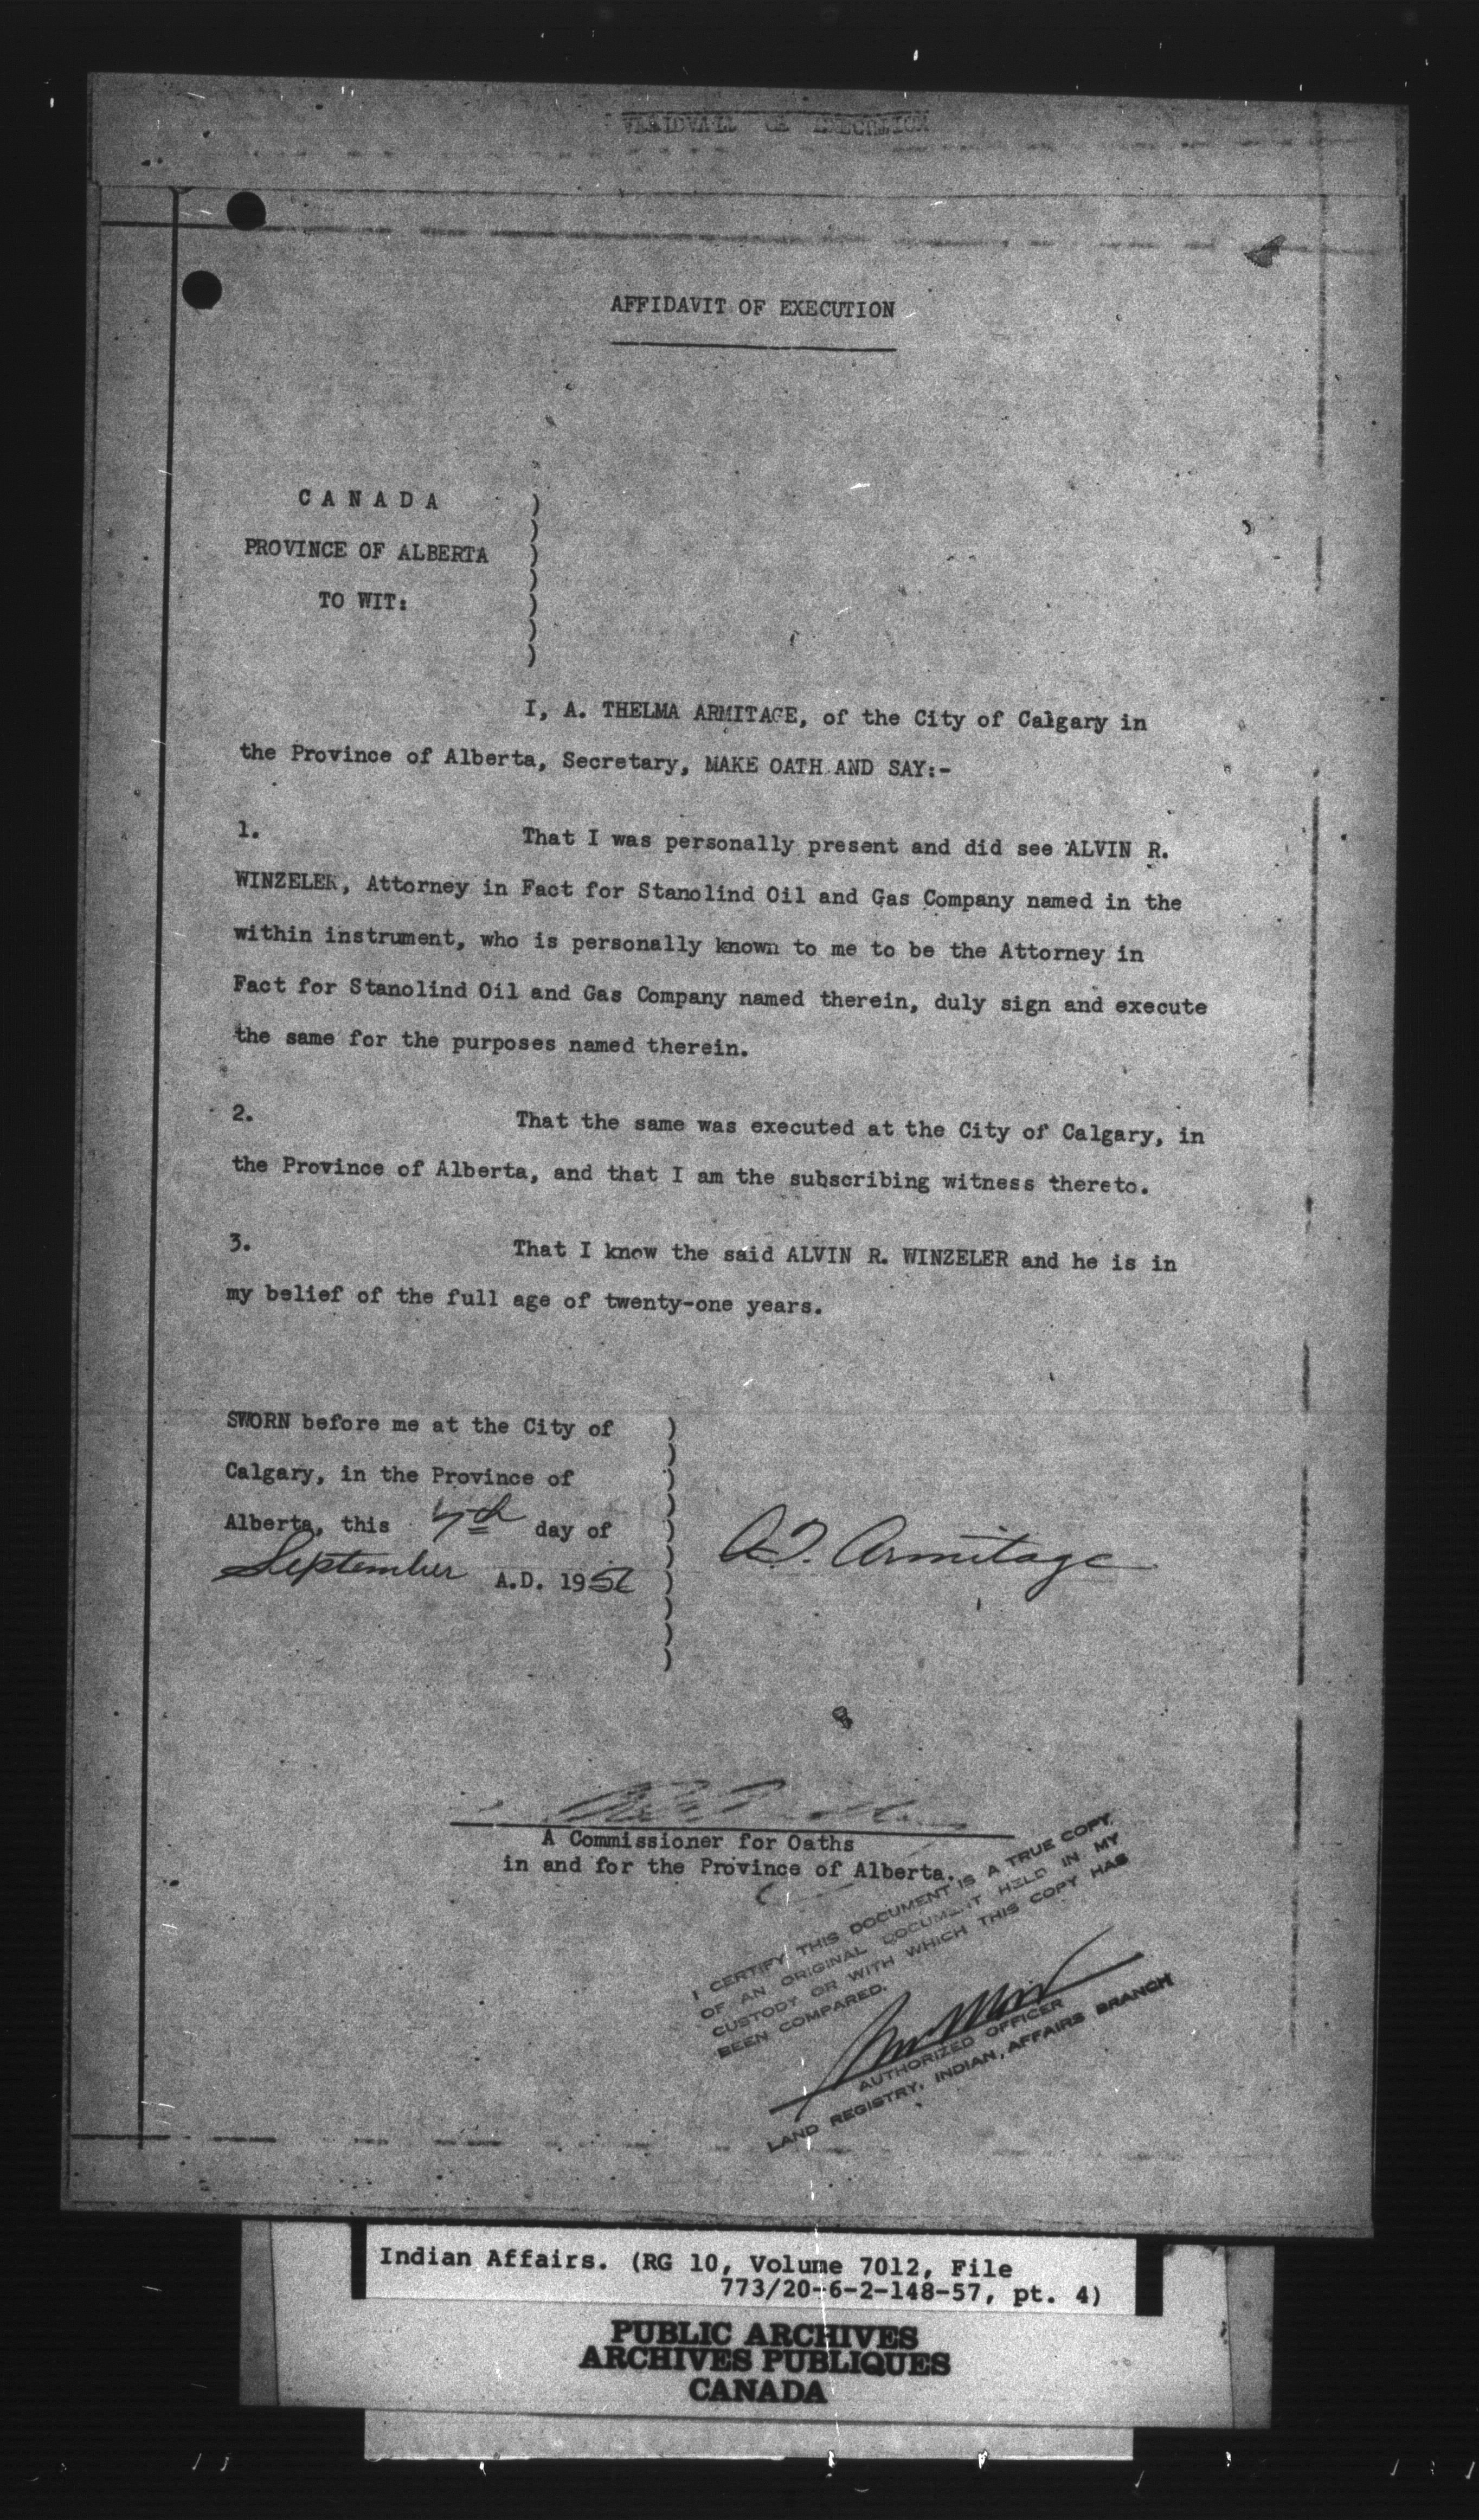 AFFIDAVIT OF EXECUTION
C A N A D A )
PROVINCE OF ALBERTA )
TO WIT: )
I, A. THELMA ARMITAGE, of the City of Calgary in
the Province of Alberta, Secretary, MAKE OATH AND SAY:-
1. That I was personally present and did see ALVIN R.
WINZELER, Attorney in Fact for Stanolind Oil and Gas Company named in the
within instrument, who is personally known to me to be the Attorney in
Fact for Stanolind Oil and Gas Company named therein, duly sign and execute
the same for the purposes named therein.
2. That the same was executed at the City of Calgary, in
the Province of Alberta, and that I am the subscribing witness thereto.
3. That I know the said ALVIN R. WINZELER and he is in
my belief of the full age of twenty-one years.
SWORN before me at the City of )
Calgary, in the Province of )
Alberta, this day of )
September A.D. 195 )
A.T. Armitage
A Commissioner for Oaths
in and for the Province of Alberta.
I CERTIFY THIS DOCUMENT IS A TRUE COPY
OF AN ORIGINAL DOCUMENT HELD IN MY
CUSTODY OR WITH WHICH THIS COPY HAS
BEEN COMPARED.
AUTHORIZED OFFICER
LAND REGISTRY, INDIAN AFFAIRS BRANCH
Indian Affairs. (RG 10, Volume 7012, File
773/20-6-2-148-57, pt. 4)
PUBLIC ARCHIVES
ARCHIVES PUBLIQUES
CANADA